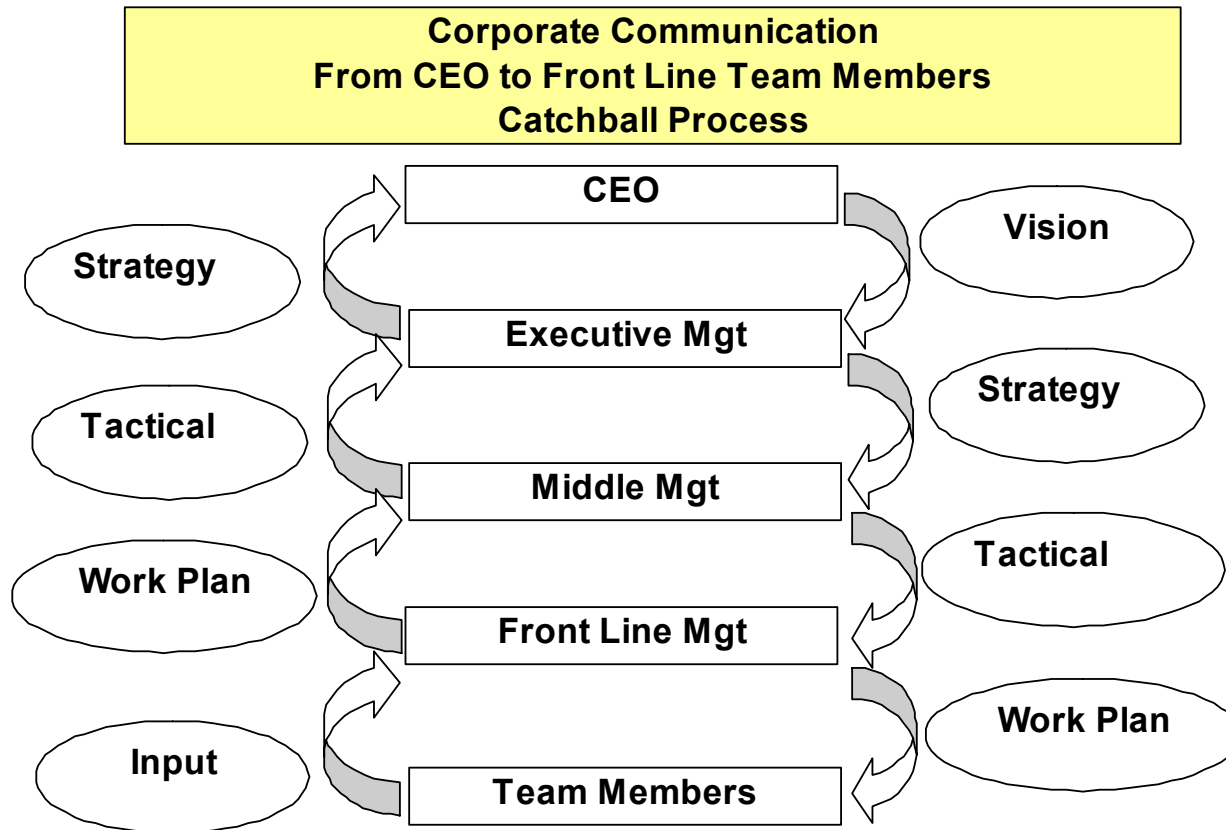 Corporate Communication
From CEO to Front Line Team Members
Catchball Process
CEO
Strategy
Vision
Executive Mgt
Tactical
Strategy
Middle Mgt
Work Plan
Tactical
Front Line Mgt
Input
Work Plan
Team Members